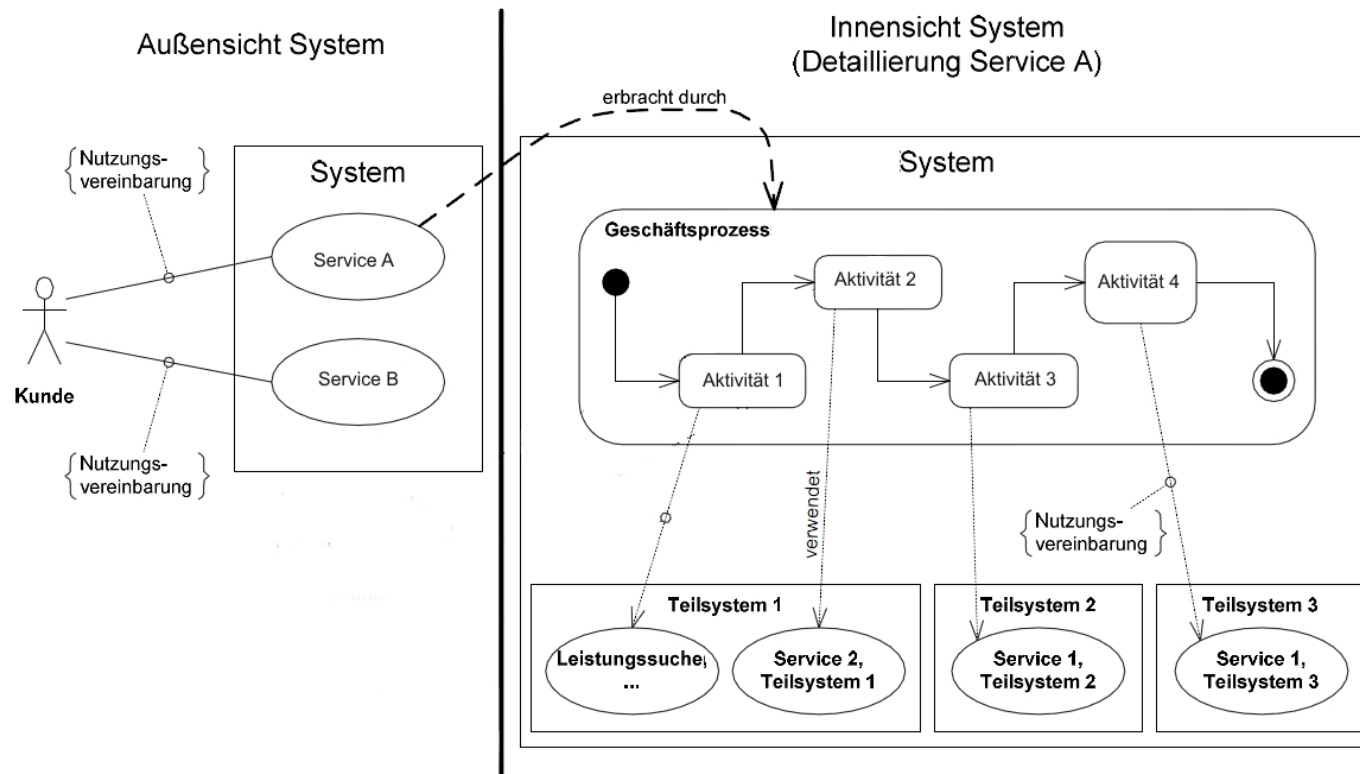 Außensicht System
{Nutzungs-
vereinbarung}
System
Service A
Service B
Kunde
{Nutzungs-
vereinbarung}
Innensicht System
(Detaillierung Service A)
erbracht durch
System
Geschäftsprozess
Aktivität 1
Aktivität 2
Aktivität 3
Aktivität 4
verwendet
{Nutzungs-
vereinbarung}
Teilsystem 1
Leistungssuche,
...
Service 2,
Teilsystem 1
Teilsystem 2
Service 1,
Teilsystem 2
Teilsystem 3
Service 1,
Teilsystem 3